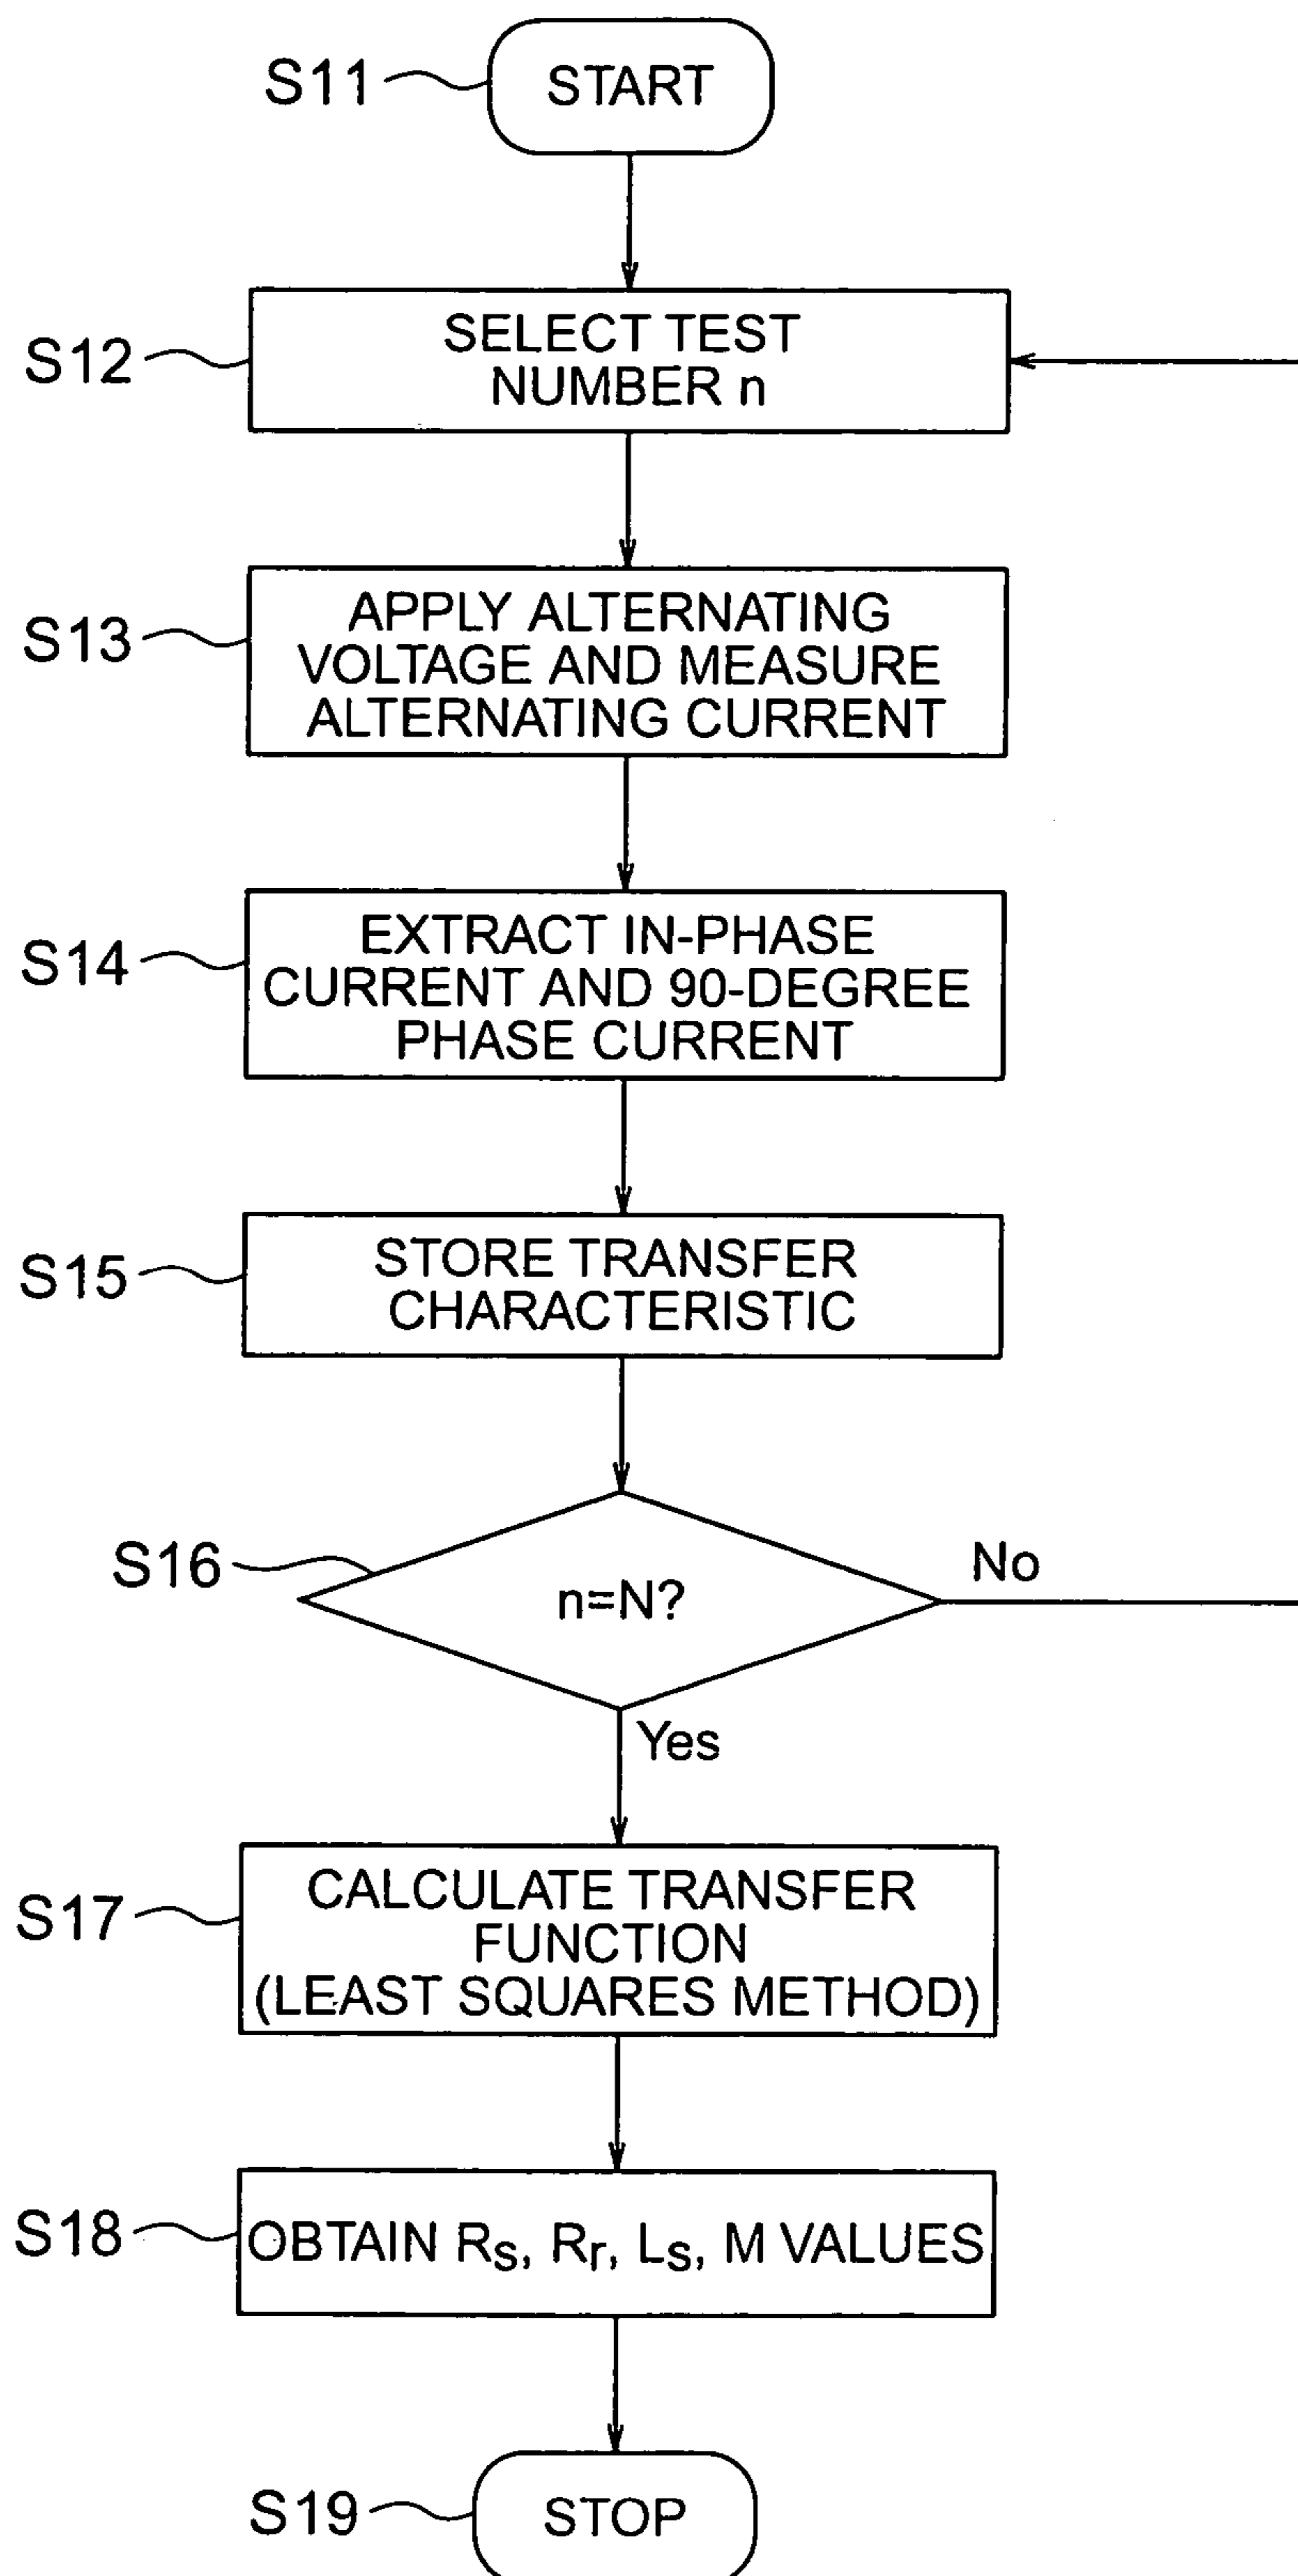 S11
START
S12
SELECT TEST
NUMBER n
S13
APPLY ALTERNATING
VOLTAGE AND MEASURE
ALTERNATING CURRENT
S14
EXTRACT IN-PHASE
CURRENT AND 90-DEGREE
PHASE CURRENT
S15
STORE TRANSFER
CHARACTERISTIC
S16
n=N?
No
Yes
S17
CALCULATE TRANSFER
FUNCTION
(LEAST SQUARES METHOD)
S18
OBTAIN Rs, Rr, Ls, M VALUES
S19
STOP